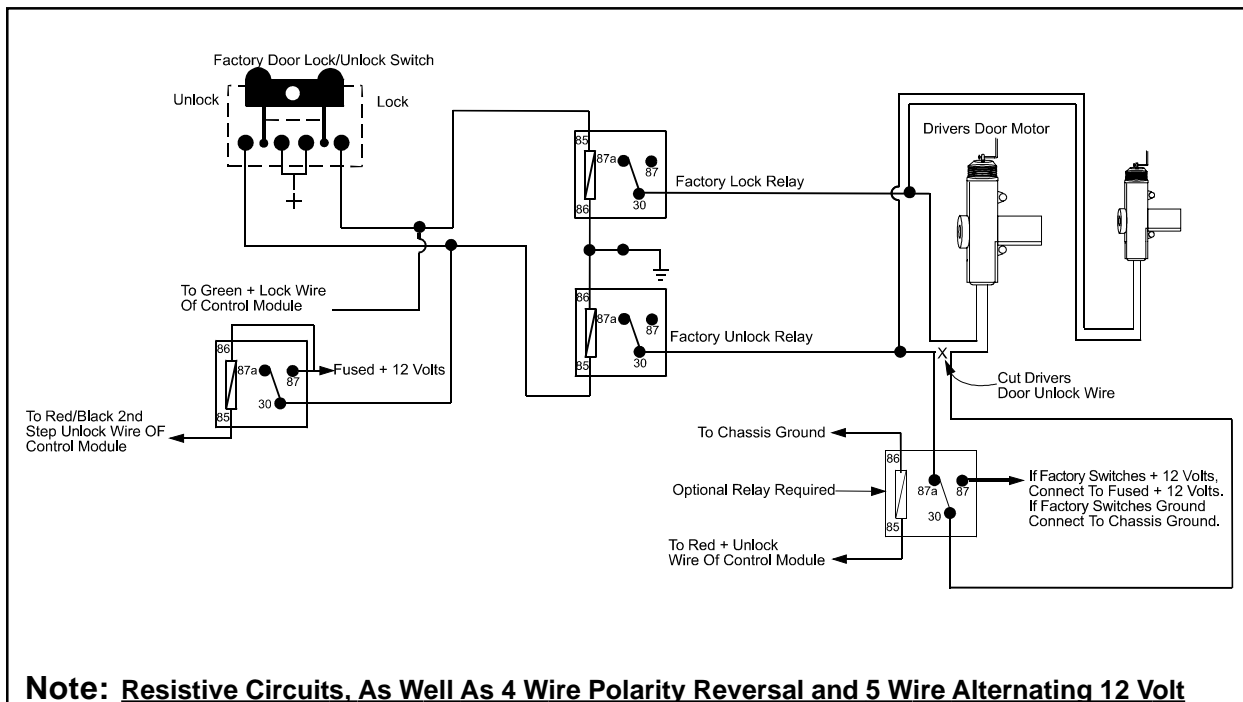 Factory Door Lock/Unlock Switch
Unlock
Lock
+
Drivers Door Motor
85
87a
87
86
30
Factory Lock Relay
To Green + Lock Wire
Of Control Module
86
87a
87
85
30
Factory Unlock Relay
86
87a
87
85
30
Fused + 12 Volts
To Red/Black 2nd
Step Unlock Wire OF
Control Module
X
Cut Drivers
Door Unlock Wire
To Chassis Ground
Optional Relay Required
To Red + Unlock
Wire Of Control Module
86
87a
87
85
30
If Factory Switches + 12 Volts,
Connect To Fused + 12 Volts.
If Factory Switches Ground
Connect To Chassis Ground.
Note: Resistive Circuits, As Well As 4 Wire Polarity Reversal and 5 Wire Alternating 12 Volt